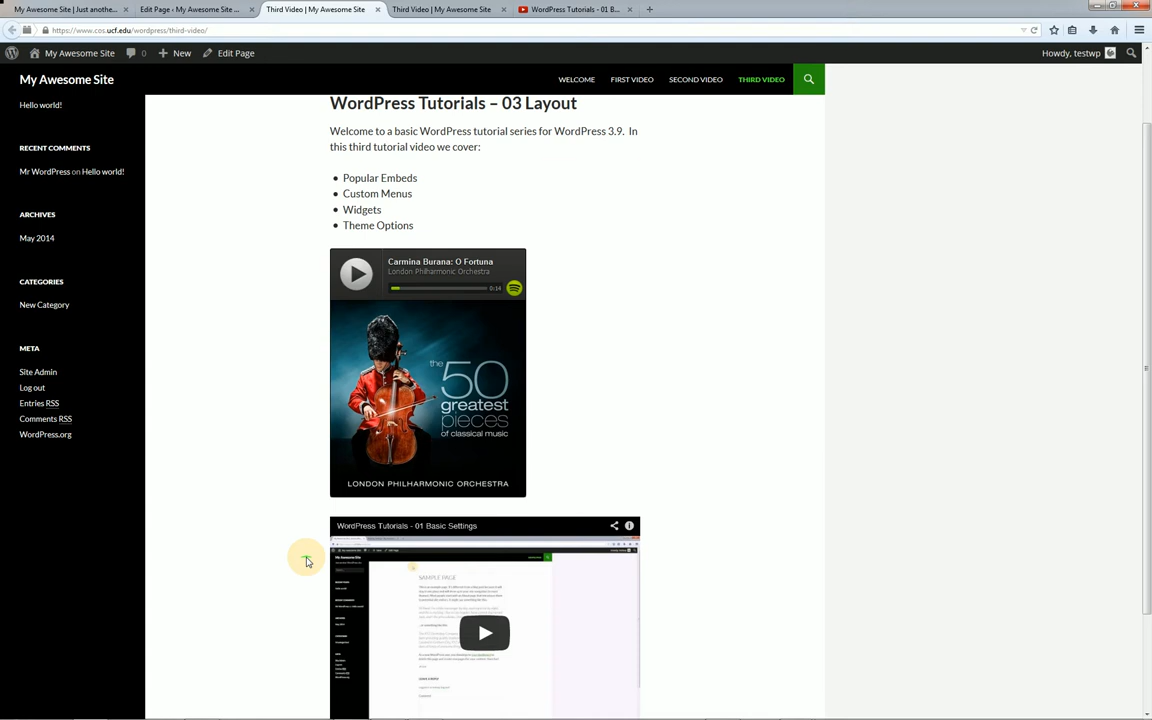 My Awesome Site | Just anothe...
Edit Page ‹ My Awesome Site ...
Third Video | My Awesome Site
Third Video | My Awesome Site
WordPress Tutorials - 01 B...
https://www.cos.ucf.edu/wordpress/third-video/
My Awesome Site
0
New
Edit Page
Howdy, testwp
My Awesome Site
WELCOME
FIRST VIDEO
SECOND VIDEO
THIRD VIDEO
Hello world!
RECENT COMMENTS
Mr WordPress on Hello world!
ARCHIVES
May 2014
CATEGORIES
New Category
META
Site Admin
Log out
Entries RSS
Comments RSS
WordPress.org
WordPress Tutorials – 03 Layout
Welcome to a basic WordPress tutorial series for WordPress 3.9. In
this third tutorial video we cover:
Popular Embeds
Custom Menus
Widgets
Theme Options
Carmina Burana: O Fortuna
London Philharmonic Orchestra
0:14
the
50
greatest
pieces
of classical music
LONDON PHILHARMONIC ORCHESTRA
WordPress Tutorials - 01 Basic Settings
My Awesome Site
SAMPLE PAGE